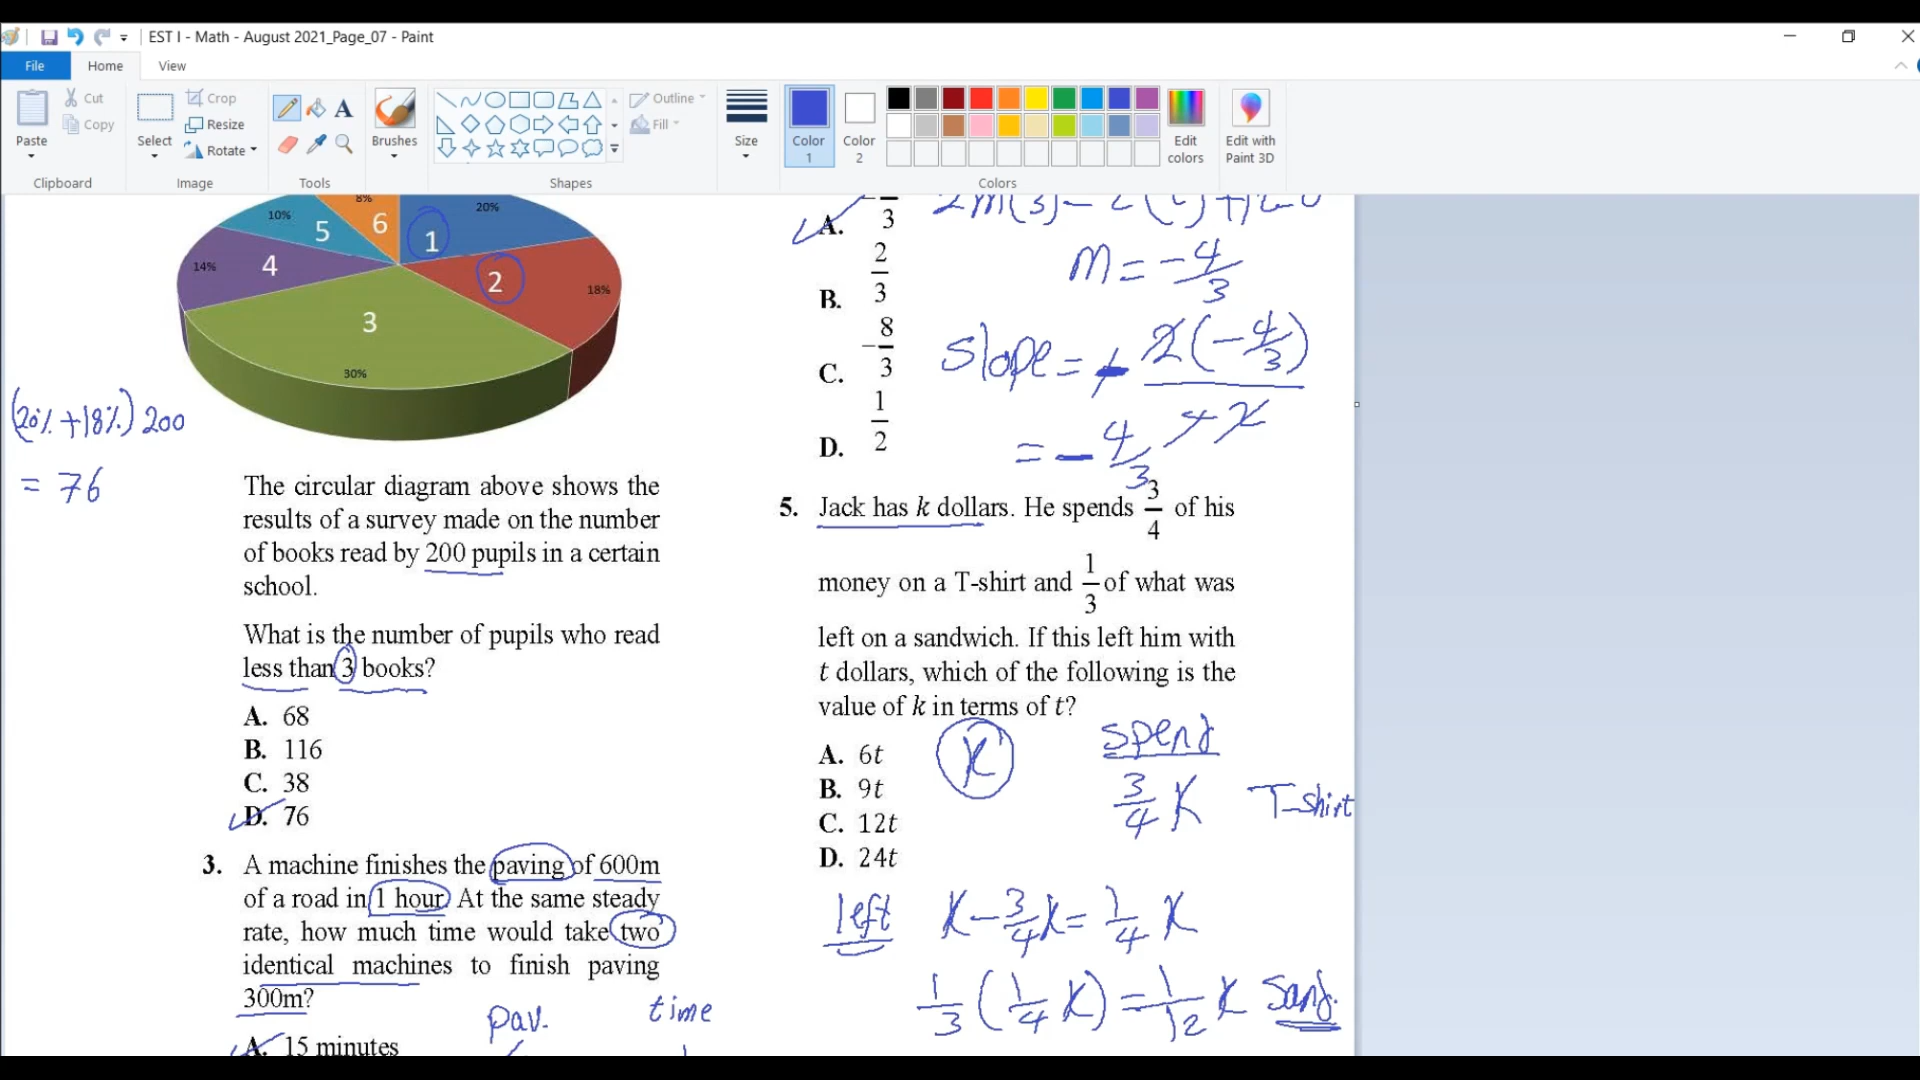 EST I - Math - August 2021_Page_07 - Paint
File Home View
Paste Cut Copy Clipboard
Select Crop Resize Rotate Image
A Tools
Brushes
Outline Fill Shapes
Size
Color 1 Color 2
Edit colors Edit with Paint 3D
Colors
8% 20%
10% 5 6 1
14% 4 2 18%
3
30%
(20% + 18%) 200
= 76
The circular diagram above shows the
results of a survey made on the number
of books read by 200 pupils in a certain
school.
What is the number of pupils who read
less than 3 books?
A. 68
B. 116
C. 38
D. 76
3. A machine finishes the paving of 600m
of a road in 1 hour. At the same steady
rate, how much time would take two
identical machines to finish paving
300m?
pav. time
A. 15 minutes
A. 3
B. 2/3
C. -8/3
D. 1/2
m = -4/3
slope = - 2(-4/3) / -2
= -4/3
5. Jack has k dollars. He spends 3/4 of his
money on a T-shirt and 1/3 of what was
left on a sandwich. If this left him with
t dollars, which of the following is the
value of k in terms of t?
A. 6t
B. 9t
C. 12t
D. 24t
K spend
3/4 K T-shirt
left K - 3/4 K = 1/4 K
1/3 (1/4 K) = 1/12 K Sand.